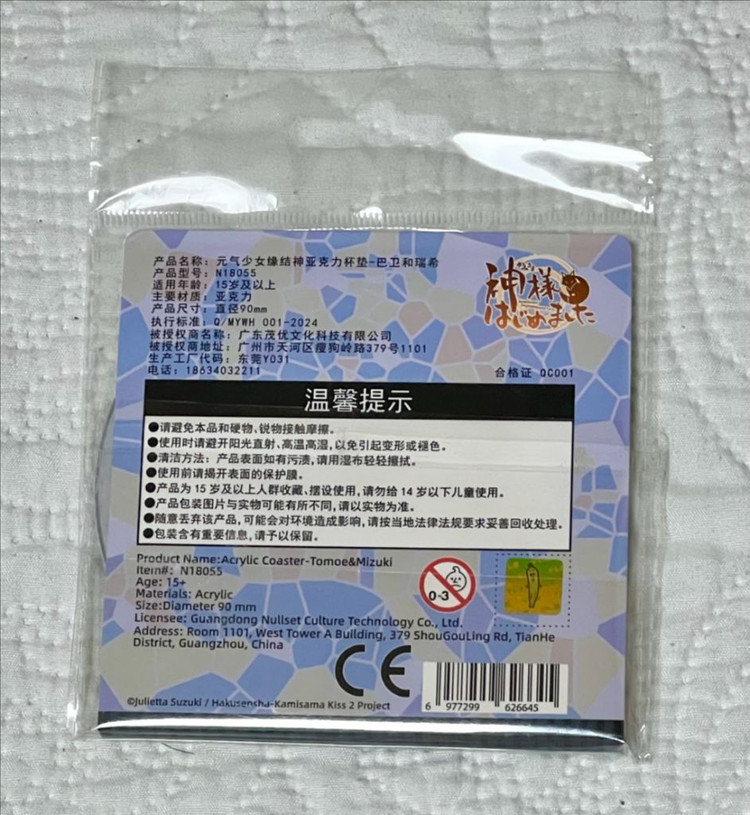 产品名称：元气少女缘结神亚克力杯垫-巴卫和瑞希
产品型号：N18055
适用年龄：15岁及以上
主要材质：亚克力
产品尺寸：直径90mm
执行标准：Q/MYWH 001-2024
被授权商名称：广东茂优文化科技有限公司
被授权商地址：广州市天河区瘦狗岭路379号1101
生产工厂代码：东莞Y031
电话：18634032211
神様はじめました
合格证 QC001
温馨提示
●请避免本品和硬物、锐物接触摩擦。
●使用时请避开阳光直射、高温高湿,以免引起变形或褪色。
●清洁方法：产品表面如有污渍,请用湿布轻轻擦拭。
●使用前请揭开表面的保护膜。
●产品为 15 岁及以上人群收藏、摆设使用,请勿给 14 岁以下儿童使用。
●产品包装图片与实物可能有所不同,请以实物为准。
●随意丢弃该产品,可能会对环境造成影响,请按当地法律法规要求妥善回收处理。
●包装含有重要信息,请予以保留。
Product Name:Acrylic Coaster-Tomoe&Mizuki
Item#: N18055
Age: 15+
Materials: Acrylic
Size:Diameter 90 mm
Licensee: Guangdong Nullset Culture Technology Co., Ltd.
Address: Room 1101, West Tower A Building, 379 ShouGouLing Rd, TianHe
District, Guangzhou, China
0-3
CE
©Julietta Suzuki / Hakusensha-Kamisama Kiss 2 Project
6 977299 626645